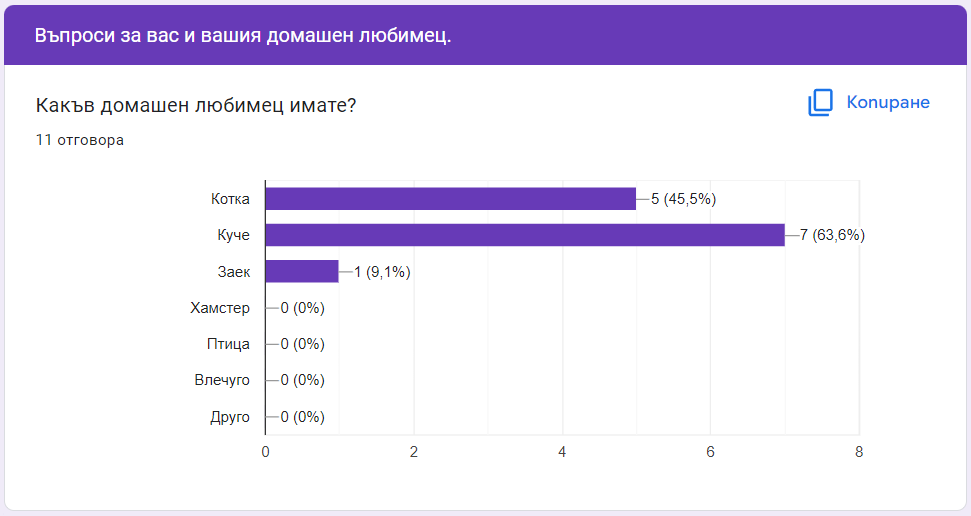 Въпроси за вас и вашия домашен любимец.
Какъв домашен любимец имате?
Копиране
11 отговора
Котка 5 (45,5%)
Куче 7 (63,6%)
Заек 1 (9,1%)
Хамстер 0 (0%)
Птица 0 (0%)
Влечуго 0 (0%)
Друго 0 (0%)
0 2 4 6 8